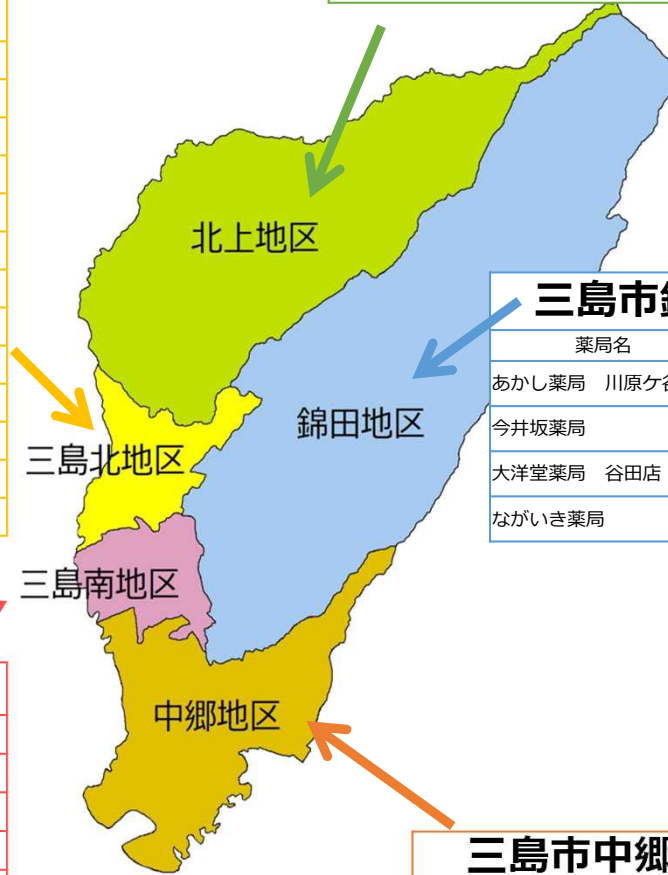 北上地区
三島市
薬局名
あかし薬局　川原ケ谷
今井坂薬局
大洋堂薬局　谷田店
ながいき薬局
錦田地区
三島北地区
三島南地区
中郷地区
三島市中郷